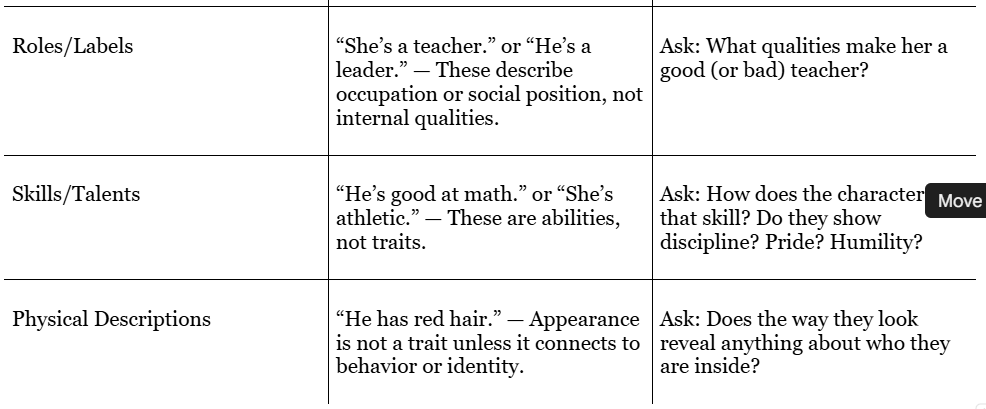 Roles/Labels
“She’s a teacher.” or “He’s a
leader.” — These describe
occupation or social position, not
internal qualities.
Ask: What qualities make her a
good (or bad) teacher?
Skills/Talents
“He’s good at math.” or “She’s
athletic.” — These are abilities,
not traits.
Ask: How does the character
that skill? Do they show
discipline? Pride? Humility?
Move
Physical Descriptions
“He has red hair.” — Appearance
is not a trait unless it connects to
behavior or identity.
Ask: Does the way they look
reveal anything about who they
are inside?